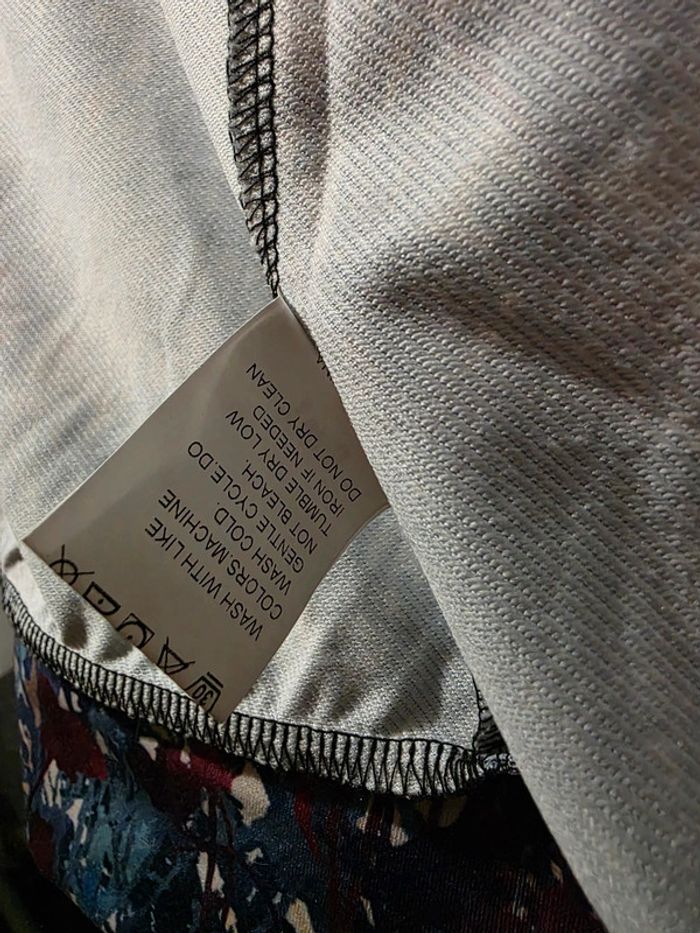 30
WASH WITH LIKE
COLORS MACHINE
WASH COLD.
GENTLE CYCLE.DO
NOT BLEACH.
TUMBLE DRY LOW
IRON IF NEEDED
DO NOT DRY CLEAN